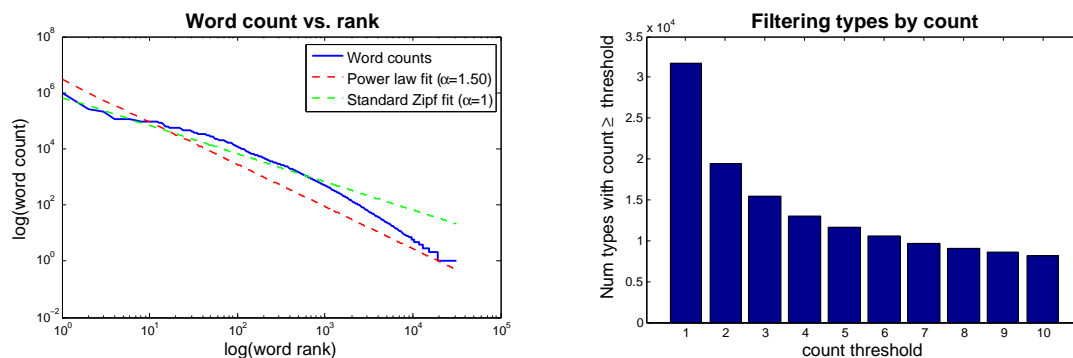 Word count vs. rank
10^8
10^6
10^4
10^2
10^0
10^−2
log(word count)
10^0 10^1 10^2 10^3 10^4 10^5
log(word rank)
Word counts
Power law fit (α=1.50)
Standard Zipf fit (α=1)
Filtering types by count
x 10^4
3.5
3
2.5
2
1.5
1
0.5
0
Num types with count ≥ threshold
1 2 3 4 5 6 7 8 9 10
count threshold